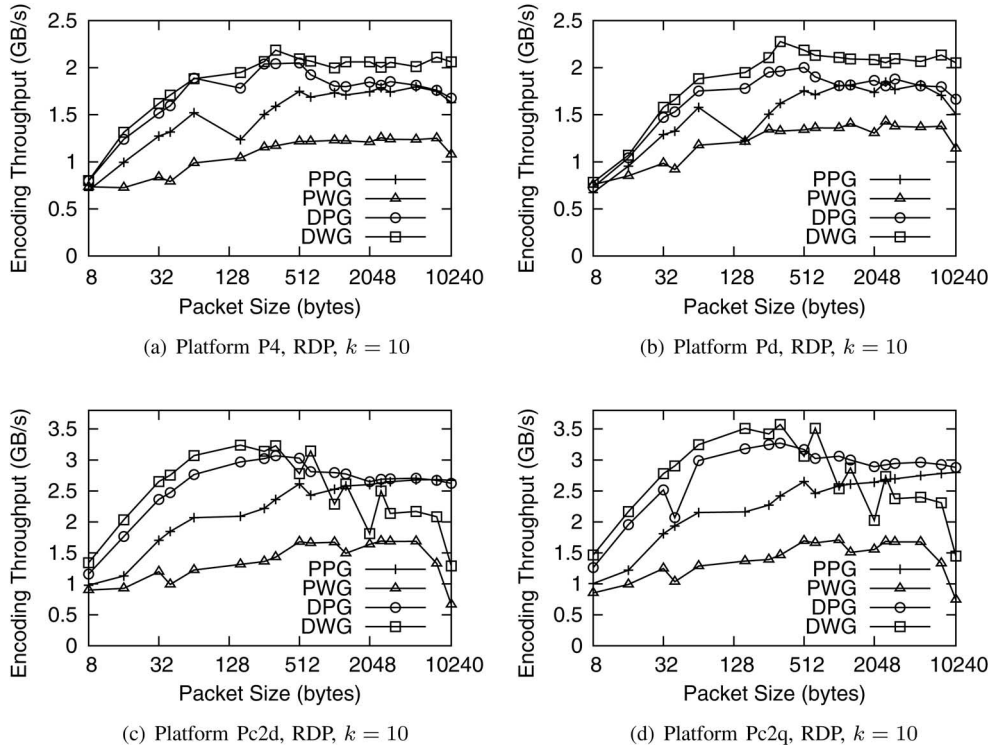 Encoding Throughput (GB/s)
2.5
2
1.5
1
0.5
0
PPG
PWG
DPG
DWG
8 32 128 512 2048 10240
Packet Size (bytes)
(a) Platform P4, RDP, k = 10
Encoding Throughput (GB/s)
2.5
2
1.5
1
0.5
0
PPG
PWG
DPG
DWG
8 32 128 512 2048 10240
Packet Size (bytes)
(b) Platform Pd, RDP, k = 10
Encoding Throughput (GB/s)
3.5
3
2.5
2
1.5
1
0.5
0
PPG
PWG
DPG
DWG
8 32 128 512 2048 10240
Packet Size (bytes)
(c) Platform Pc2d, RDP, k = 10
Encoding Throughput (GB/s)
3.5
3
2.5
2
1.5
1
0.5
0
PPG
PWG
DPG
DWG
8 32 128 512 2048 10240
Packet Size (bytes)
(d) Platform Pc2q, RDP, k = 10